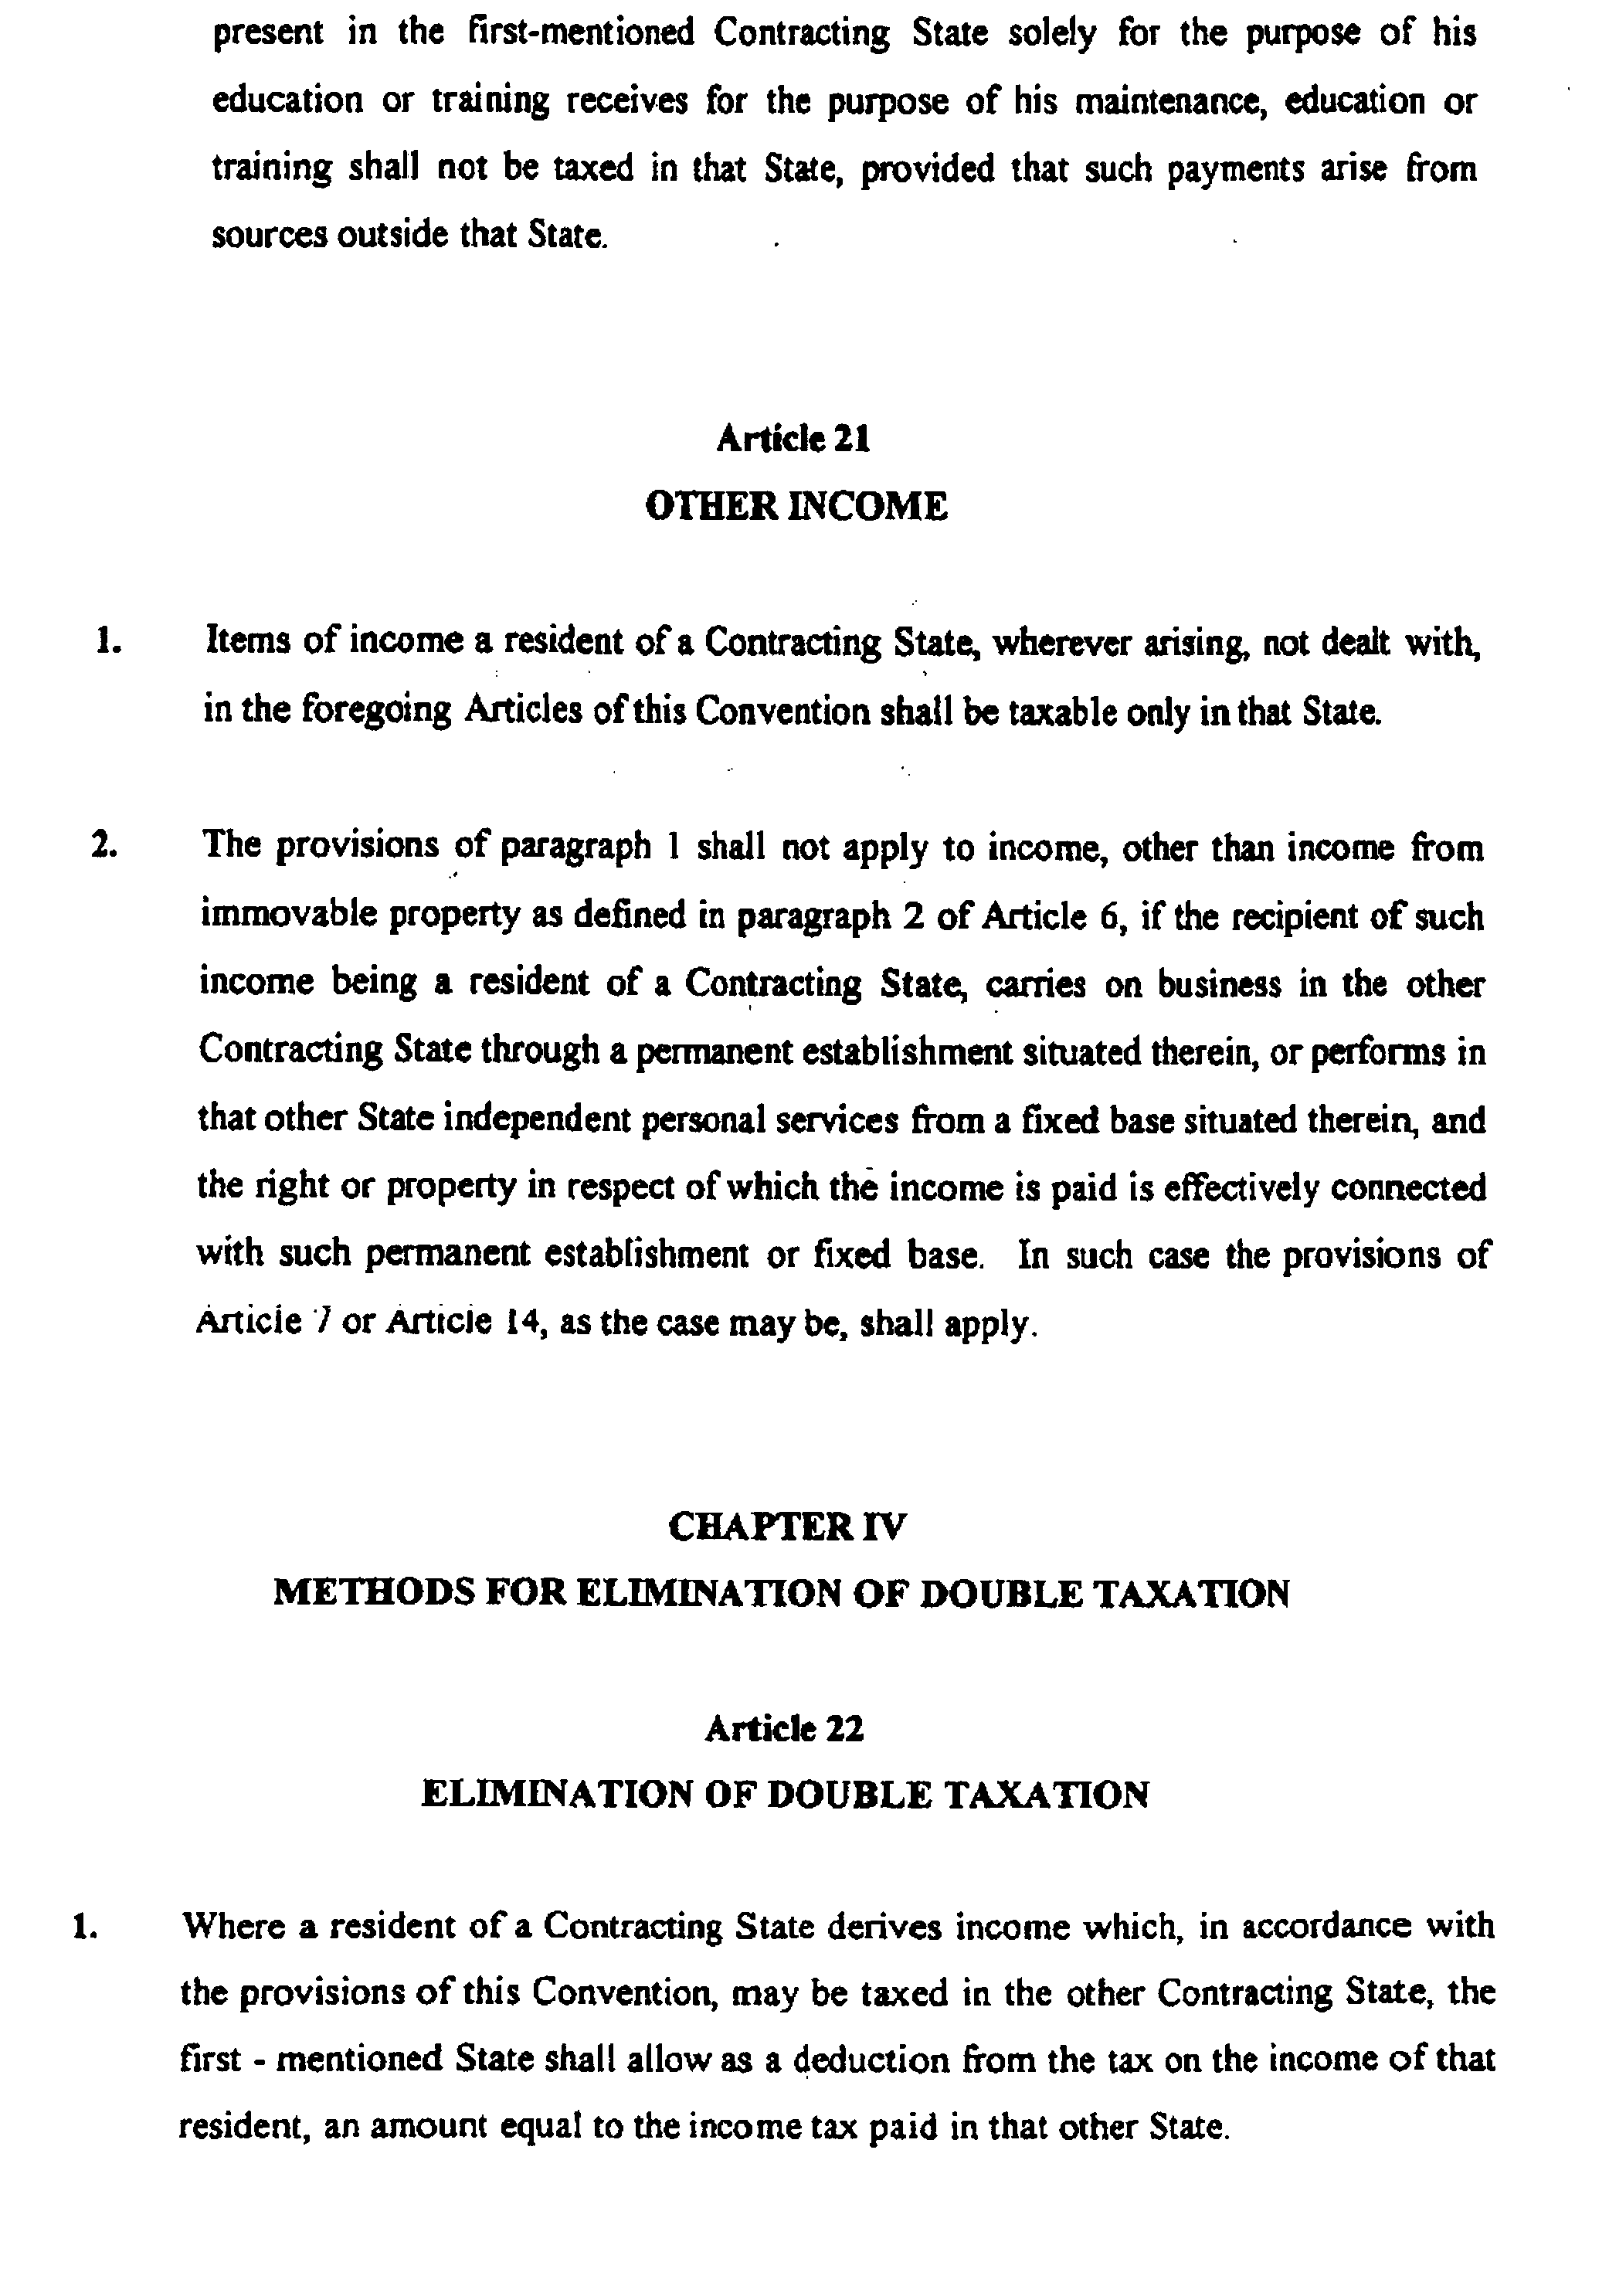 present in the first-mentioned Contracting State solely for the purpose of his
education or training receives for the purpose of his maintenance, education or
training shall not be taxed in that State, provided that such payments arise from
sources outside that State.
Article 21
OTHER INCOME
1. Items of income a resident of a Contracting State, wherever arising, not dealt with,
in the foregoing Articles of this Convention shall be taxable only in that State.
2. The provisions of paragraph 1 shall not apply to income, other than income from
immovable property as defined in paragraph 2 of Article 6, if the recipient of such
income being a resident of a Contracting State, carries on business in the other
Contracting State through a permanent establishment situated therein, or performs in
that other State independent personal services from a fixed base situated therein, and
the right or property in respect of which the income is paid is effectively connected
with such permanent establishment or fixed base. In such case the provisions of
Article 7 or Article 14, as the case may be, shall apply.
CHAPTER IV
METHODS FOR ELIMINATION OF DOUBLE TAXATION
Article 22
ELIMINATION OF DOUBLE TAXATION
1. Where a resident of a Contracting State derives income which, in accordance with
the provisions of this Convention, may be taxed in the other Contracting State, the
first - mentioned State shall allow as a deduction from the tax on the income of that
resident, an amount equal to the income tax paid in that other State.